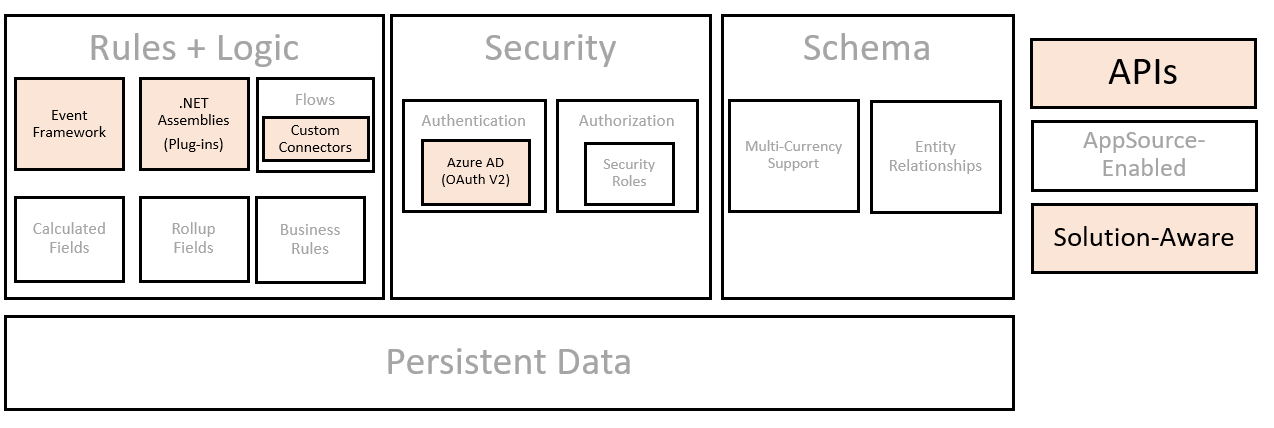 Rules + Logic
Event
Framework
.NET
Assemblies
(Plug-ins)
Flows
Custom
Connectors
Calculated
Fields
Rollup
Fields
Business
Rules
Security
Authentication
Azure AD
(OAuth V2)
Authorization
Security
Roles
Schema
Multi-Currency
Support
Entity
Relationships
APIs
AppSource-
Enabled
Solution-Aware
Persistent Data